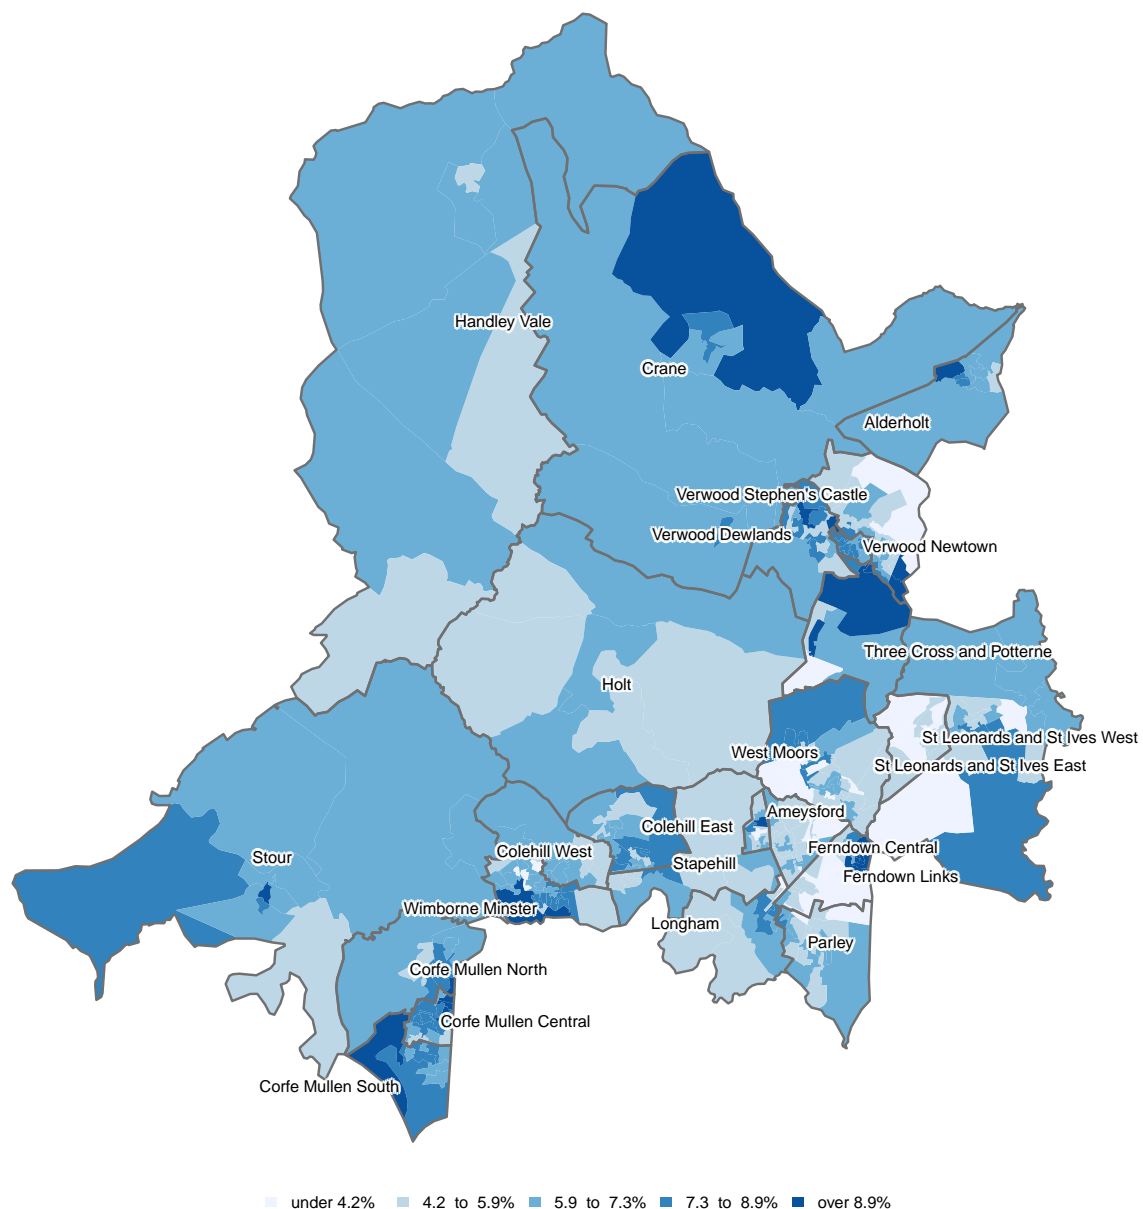 Handley Vale
Crane
Alderholt
Verwood Stephen's Castle
Verwood Dewlands
Verwood Newtown
Three Cross and Potterne
Holt
St Leonards and St Ives West
West Moors
St Leonards and St Ives East
Ameysford
Colehill East
Ferndown Central
Colehill West
Stour
Stapehill
Ferndown Links
Wimborne Minster
Longham
Parley
Corfe Mullen North
Corfe Mullen Central
Corfe Mullen South
under 4.2% 4.2 to 5.9% 5.9 to 7.3% 7.3 to 8.9% over 8.9%